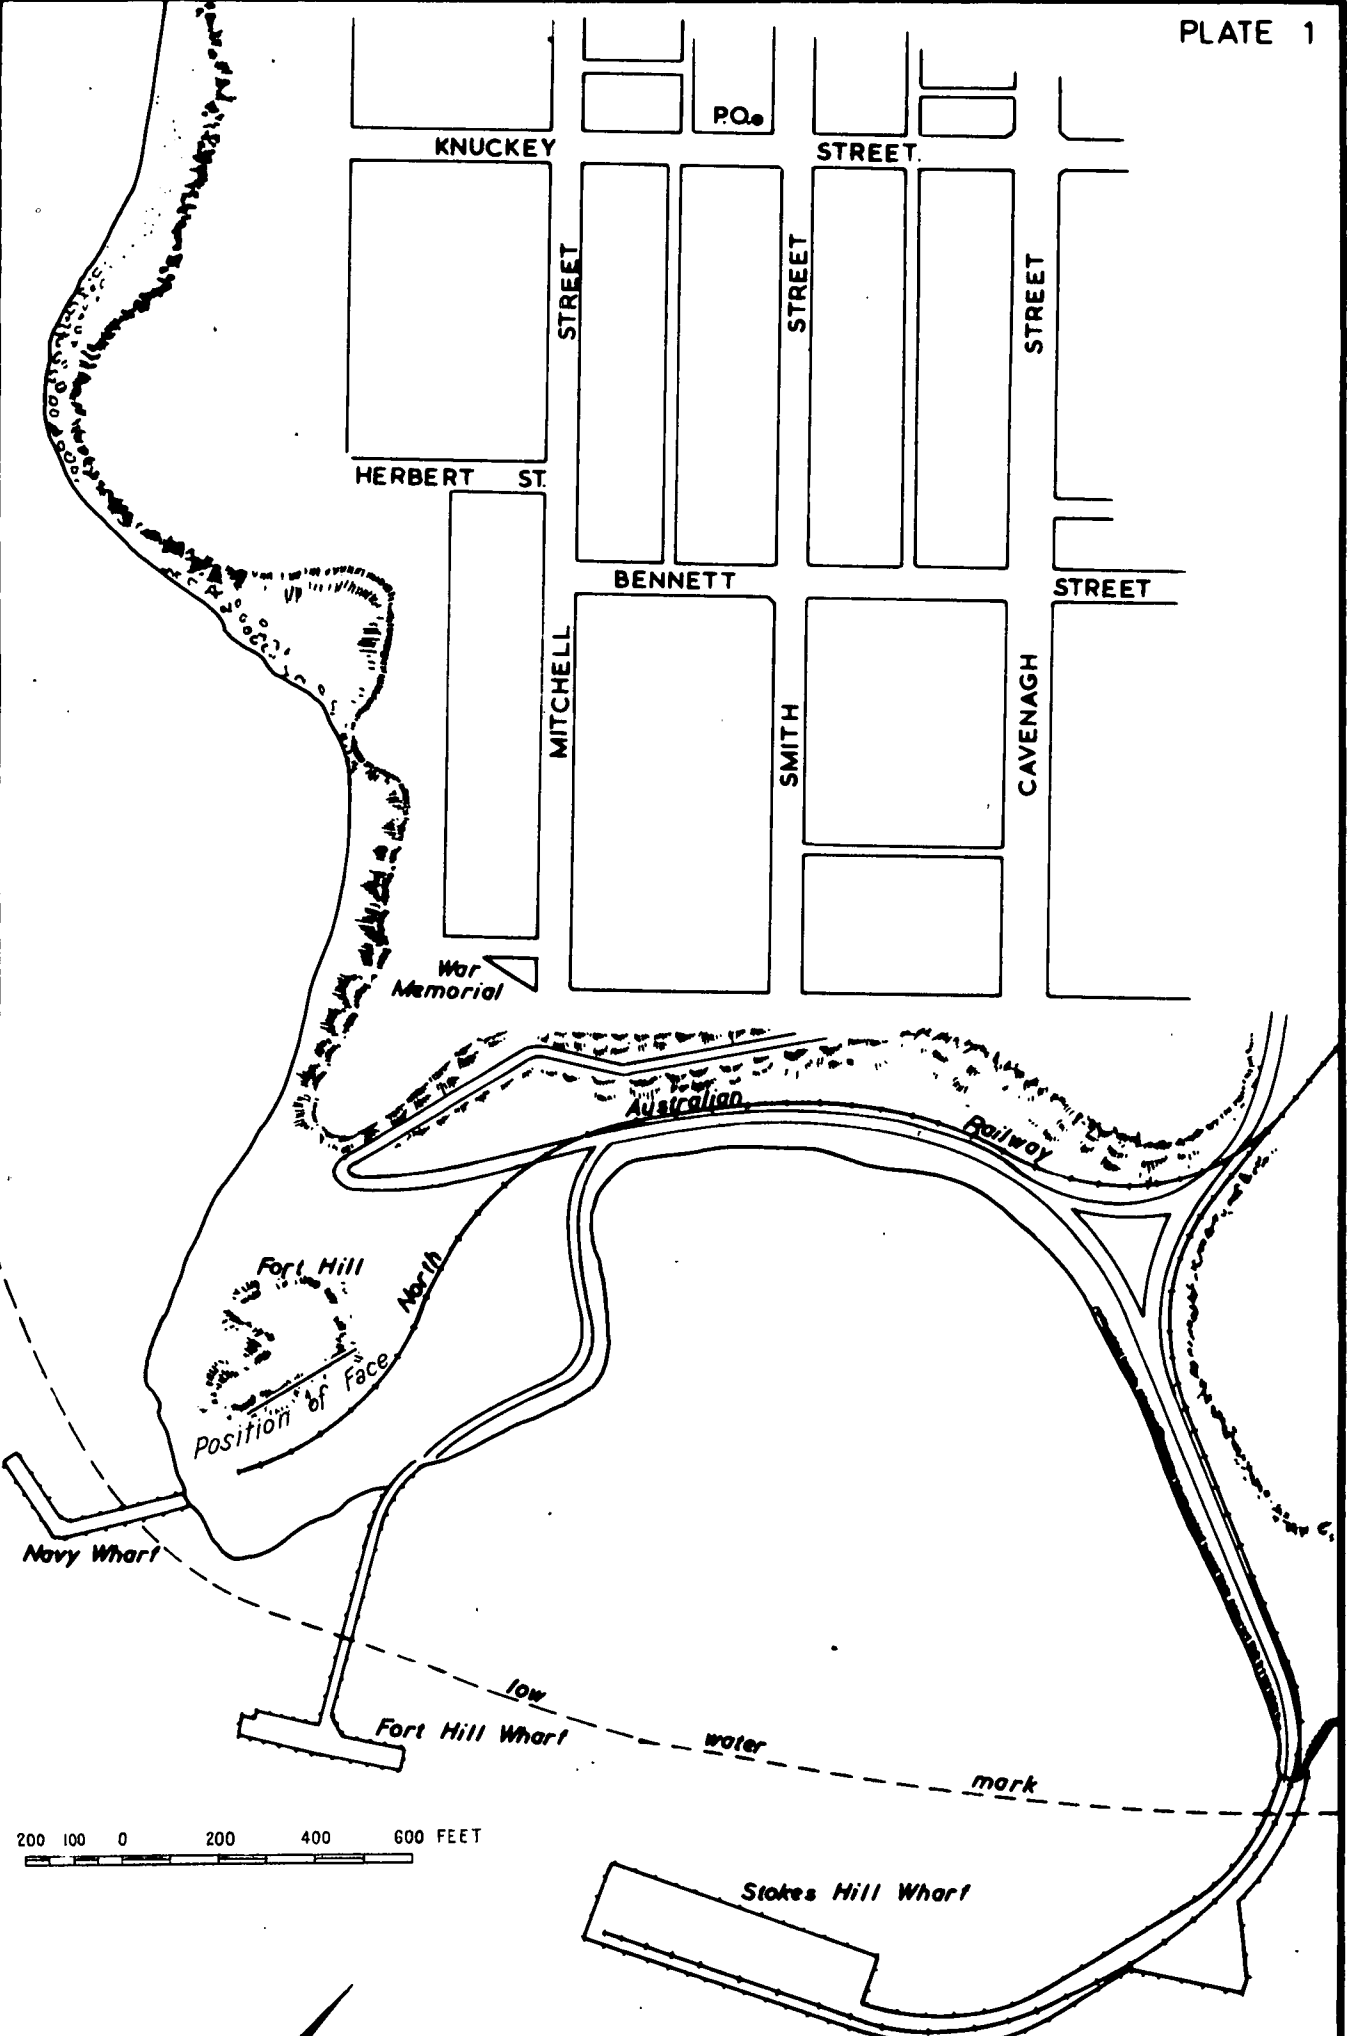 PLATE 1
P.O.
KNUCKEY STREET.
STREET
STREET
STREET
HERBERT ST.
BENNETT STREET
MITCHELL
SMITH
CAVENAGH
War
Memorial
Australian
Railway
North
Fort Hill
Position of Face
Navy Wharf
low water mark
Fort Hill Wharf
200 100 0 200 400 600 FEET
Stokes Hill Wharf